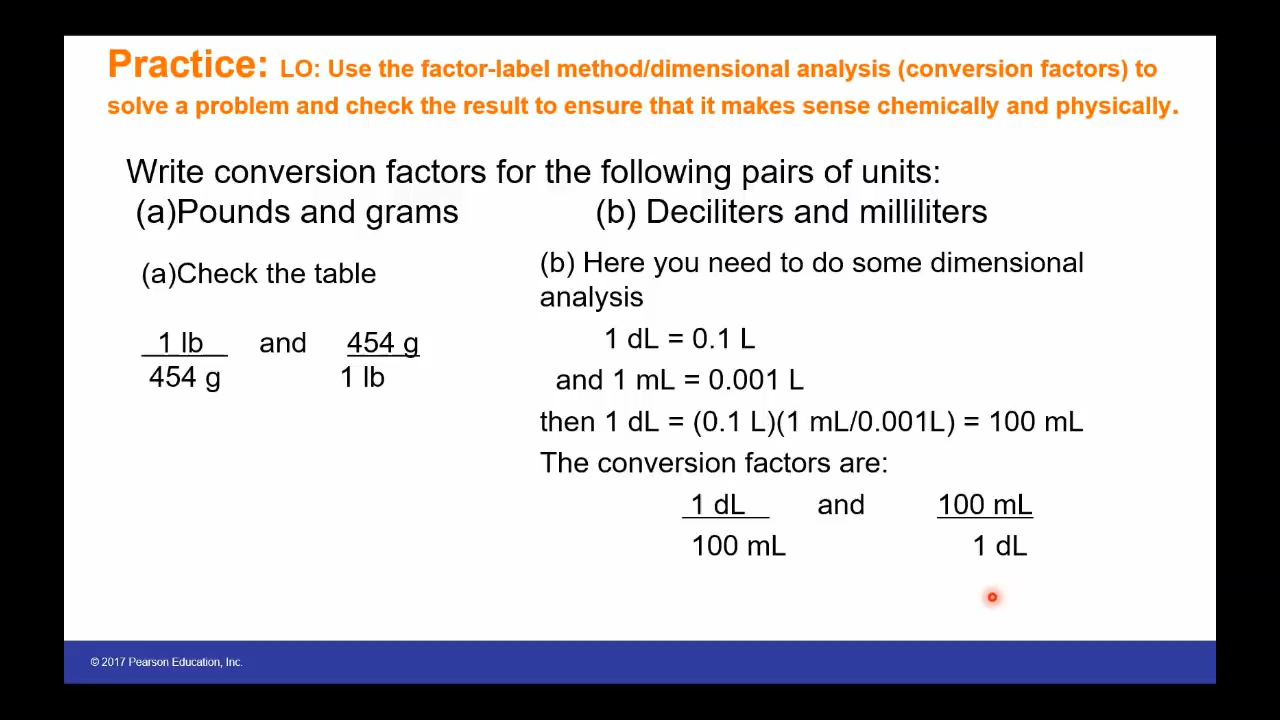 Practice: LO: Use the factor-label method/dimensional analysis (conversion factors) to
solve a problem and check the result to ensure that it makes sense chemically and physically.
Write conversion factors for the following pairs of units:
(a)Pounds and grams (b) Deciliters and milliliters
(a)Check the table
1 lb and 454 g
454 g 1 lb
(b) Here you need to do some dimensional
analysis
1 dL = 0.1 L
and 1 mL = 0.001 L
then 1 dL = (0.1 L)(1 mL/0.001L) = 100 mL
The conversion factors are:
1 dL and 100 mL
100 mL 1 dL
© 2017 Pearson Education, Inc.